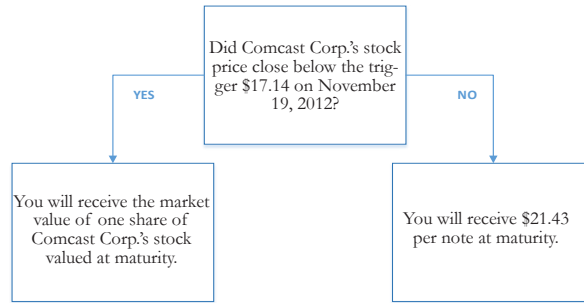 Did Comcast Corp.'s stock
price close below the trig-
ger $17.14 on November
19, 2012?
YES
NO
You will receive the market
value of one share of
Comcast Corp.'s stock
valued at maturity.
You will receive $21.43
per note at maturity.